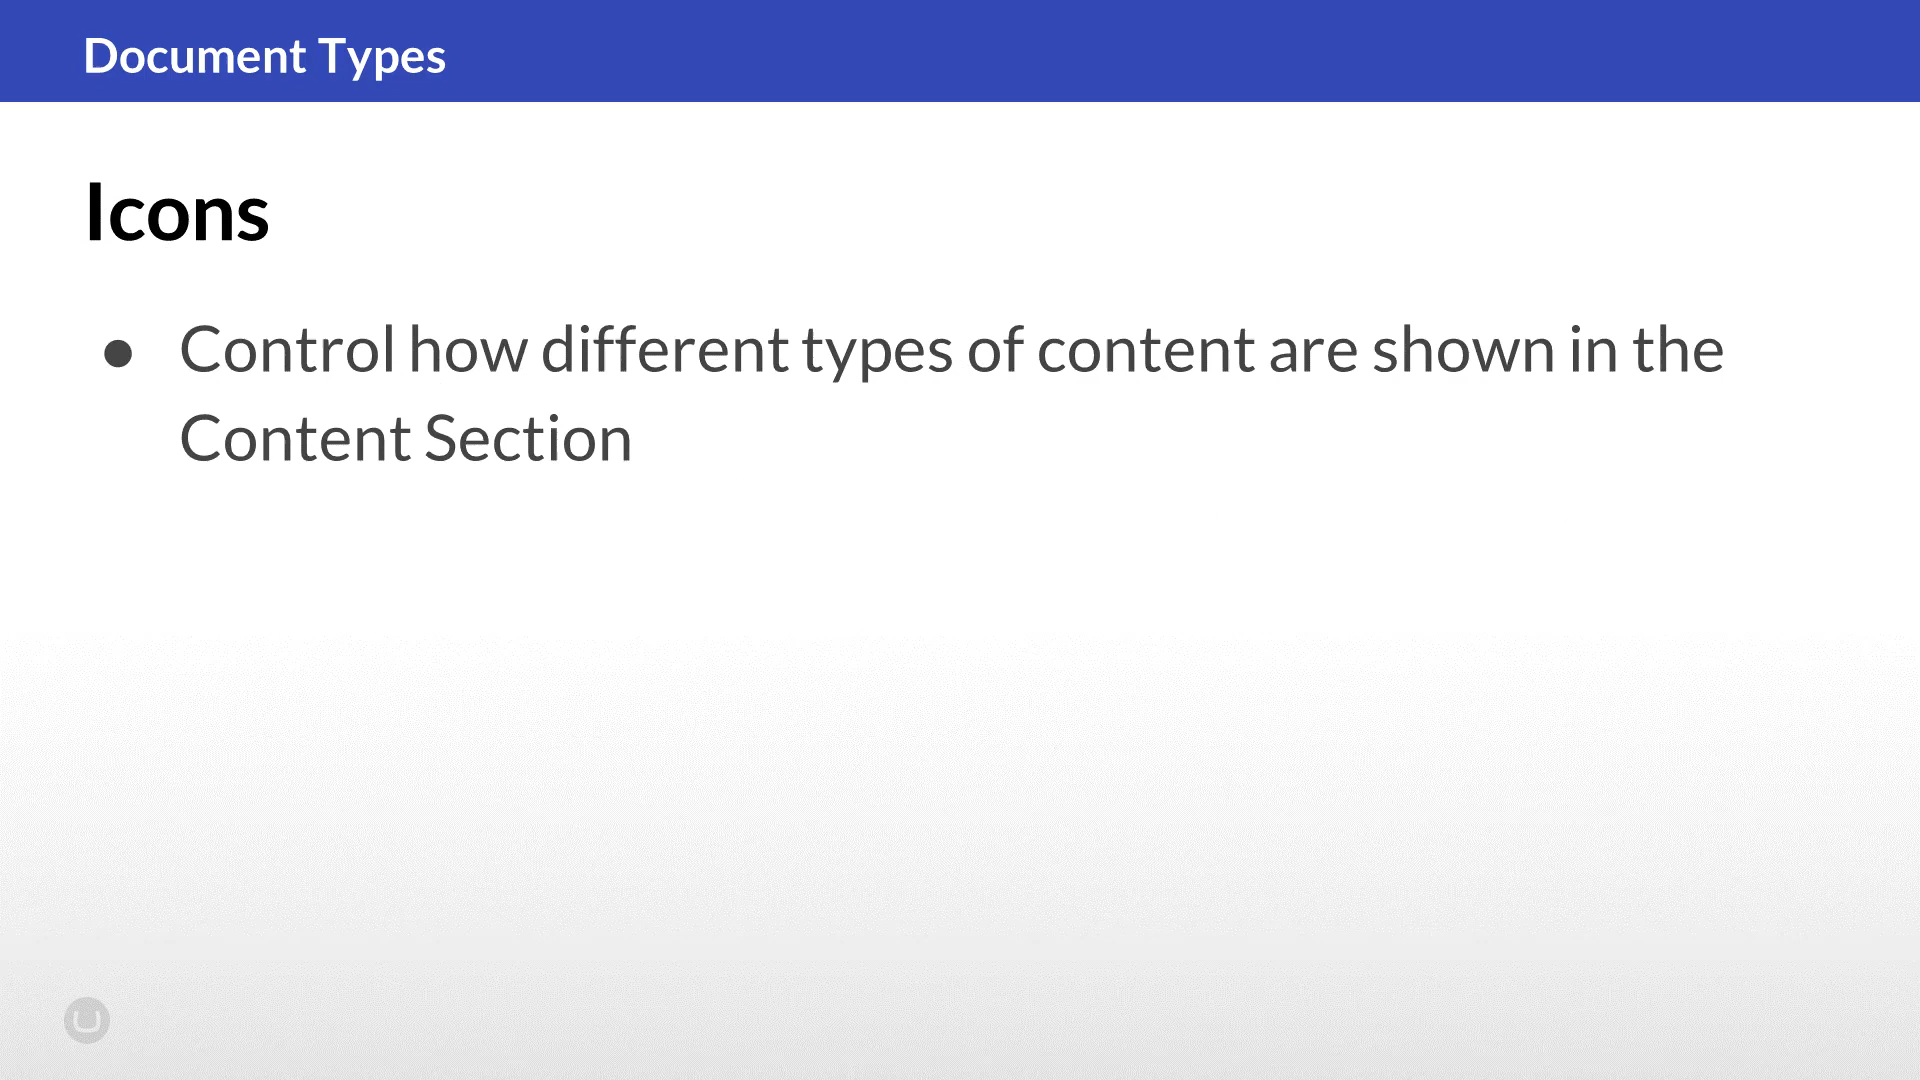 Document Types
Icons
● Control how different types of content are shown in the
Content Section